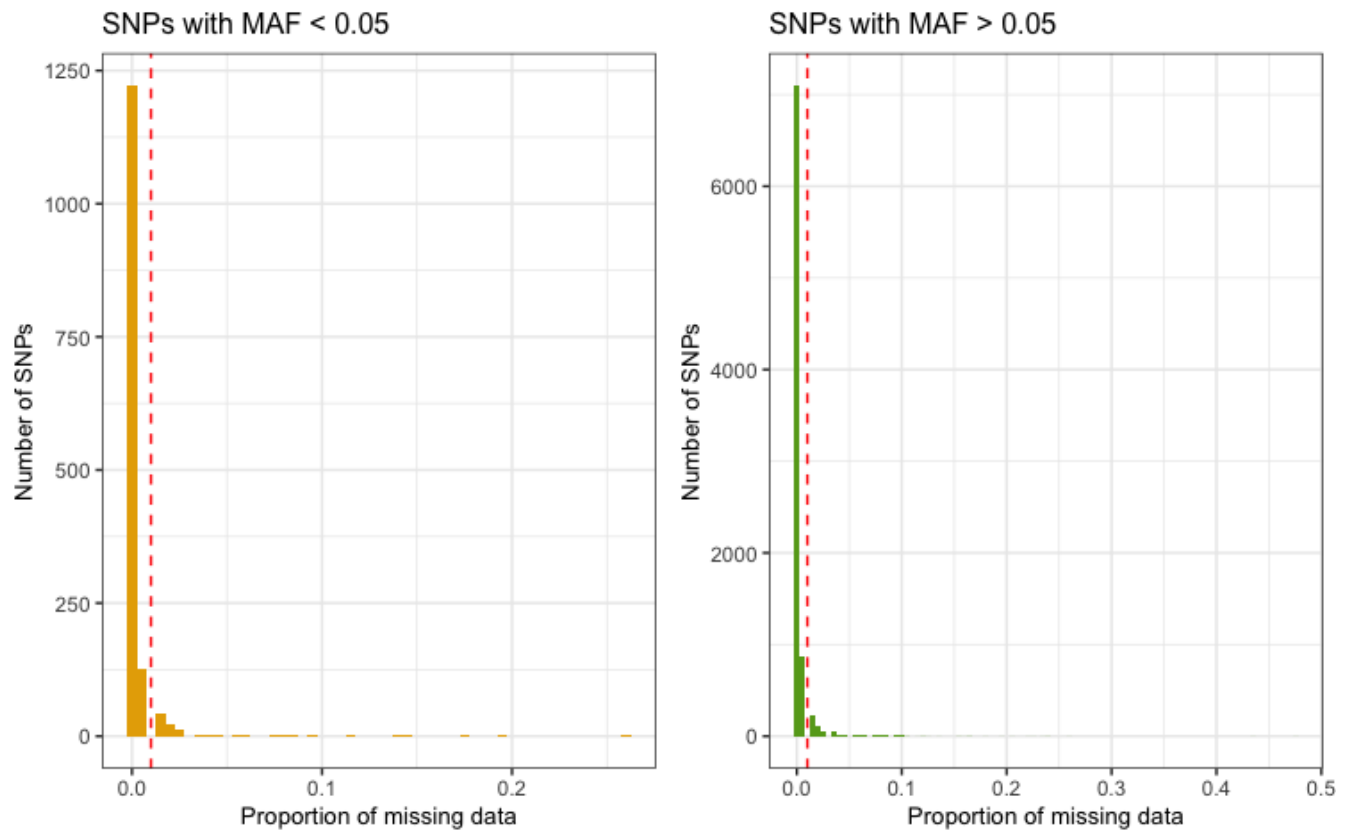 SNPs with MAF < 0.05
Number of SNPs
1250
1000
750
500
250
0
0.0 0.1 0.2
Proportion of missing data
SNPs with MAF > 0.05
Number of SNPs
6000
4000
2000
0
0.0 0.1 0.2 0.3 0.4 0.5
Proportion of missing data